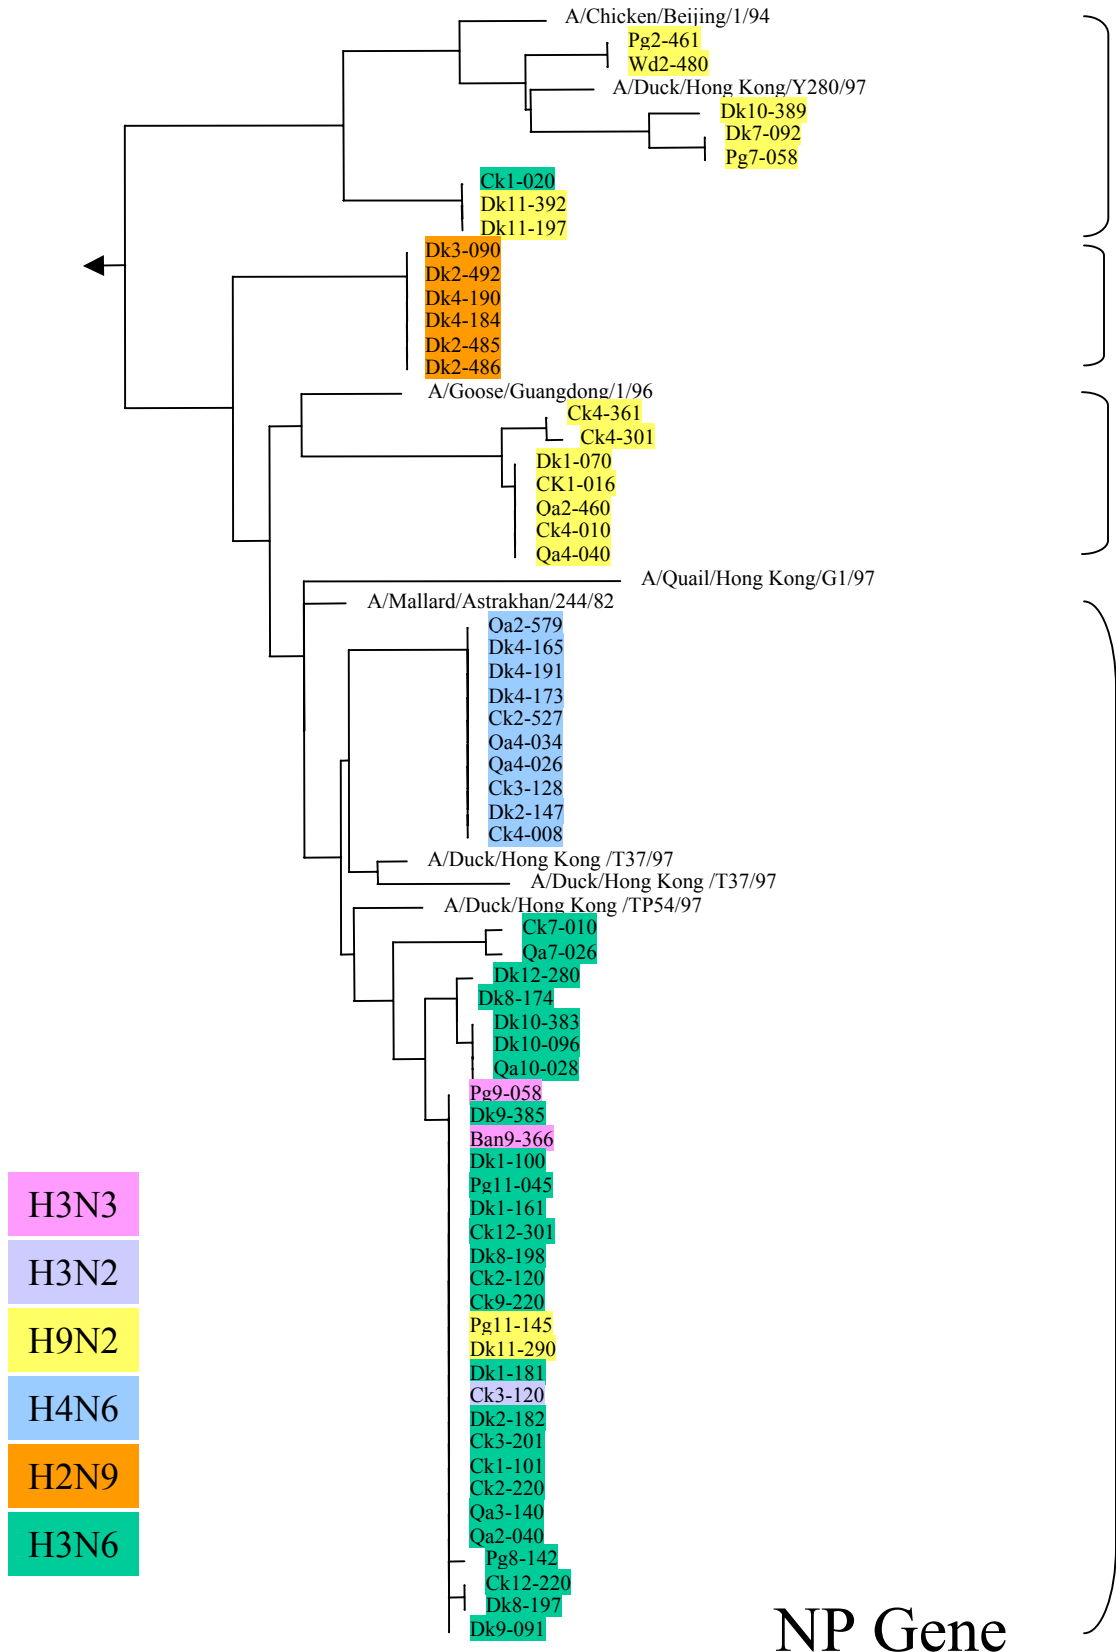 A/Chicken/Beijing/1/94
Pg2-461
Wd2-480
A/Duck/Hong Kong/Y280/97
Dk10-389
Dk7-092
Pg7-058
Ck1-020
Dk11-392
Dk11-197
Dk3-090
Dk2-492
Dk4-190
Dk4-184
Dk2-485
Dk2-486
A/Goose/Guangdong/1/96
Ck4-361
Ck4-301
Dk1-070
CK1-016
Qa2-460
Ck4-010
Qa4-040
A/Quail/Hong Kong/G1/97
A/Mallard/Astrakhan/244/82
Qa2-579
Dk4-165
Dk4-191
Dk4-173
Ck2-527
Qa4-034
Qa4-026
Ck3-128
Dk2-147
Ck4-008
A/Duck/Hong Kong /T37/97
A/Duck/Hong Kong /T37/97
A/Duck/Hong Kong /TP54/97
Ck7-010
Qa7-026
Dk12-280
Dk8-174
Dk10-383
Dk10-096
Qa10-028
Pg9-058
Dk9-385
Ban9-366
Dk1-100
Pg11-045
Dk1-161
Ck12-301
Dk8-198
Ck2-120
Ck9-220
Pg11-145
Dk11-290
Dk1-181
Ck3-120
Dk2-182
Ck3-201
Ck1-101
Ck2-220
Qa3-140
Qa2-040
Pg8-142
Ck12-220
Dk8-197
Dk9-091
H3N3
H3N2
H9N2
H4N6
H2N9
H3N6
NP Gene